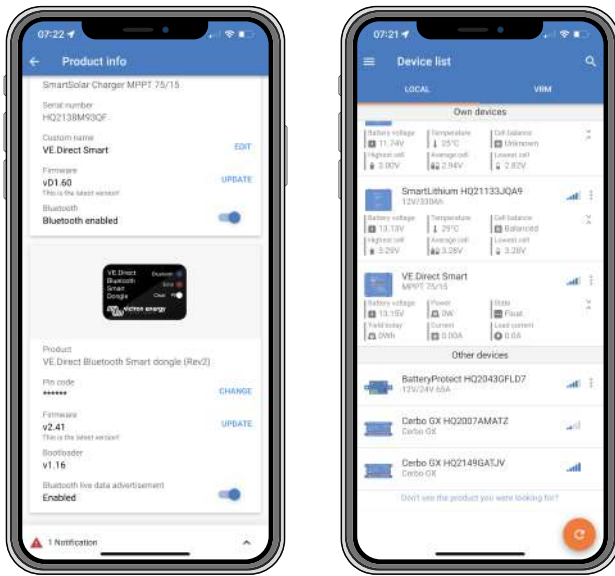 07:22
Product info
SmartSolar Charger MPPT 75/15
Serial number
HQ2138M93QF
Custom name
VE.Direct Smart
EDIT
Firmware
vD1.60
UPDATE
This is the latest version!
Bluetooth
Bluetooth enabled
VE.Direct
Bluetooth
Smart
Dongle
Bluetooth
Error
Clear PIN
victron energy
Product
VE.Direct Bluetooth Smart dongle (Rev2)
Pin code
••••••
CHANGE
Firmware
v2.41
UPDATE
This is the latest version!
Bootloader
v1.16
Bluetooth live data advertisement
Enabled
1 Notification
07:21
Device list
LOCAL
VRM
Own devices
Battery voltage Temperature Cell balance
11.74V 25°C Unknown
Highest cell Average cell Lowest cell
3.00V 2.94V 2.82V
SmartLithium HQ21133JQA9
12V/330Ah
Battery voltage Temperature Cell balance
13.13V 29°C Balanced
Highest cell Average cell Lowest cell
3.29V 3.28V 3.28V
VE.Direct Smart
MPPT 75/15
Battery voltage Power State
13.15V 0W Float
Yield today Current Load current
0Wh 0.00A 0.0A
Other devices
BatteryProtect HQ2043GFLD7
12V/24V 65A
Cerbo GX HQ2007AMATZ
Cerbo GX
Cerbo GX HQ2149GATJV
Cerbo GX
Don't see the product you were looking for?